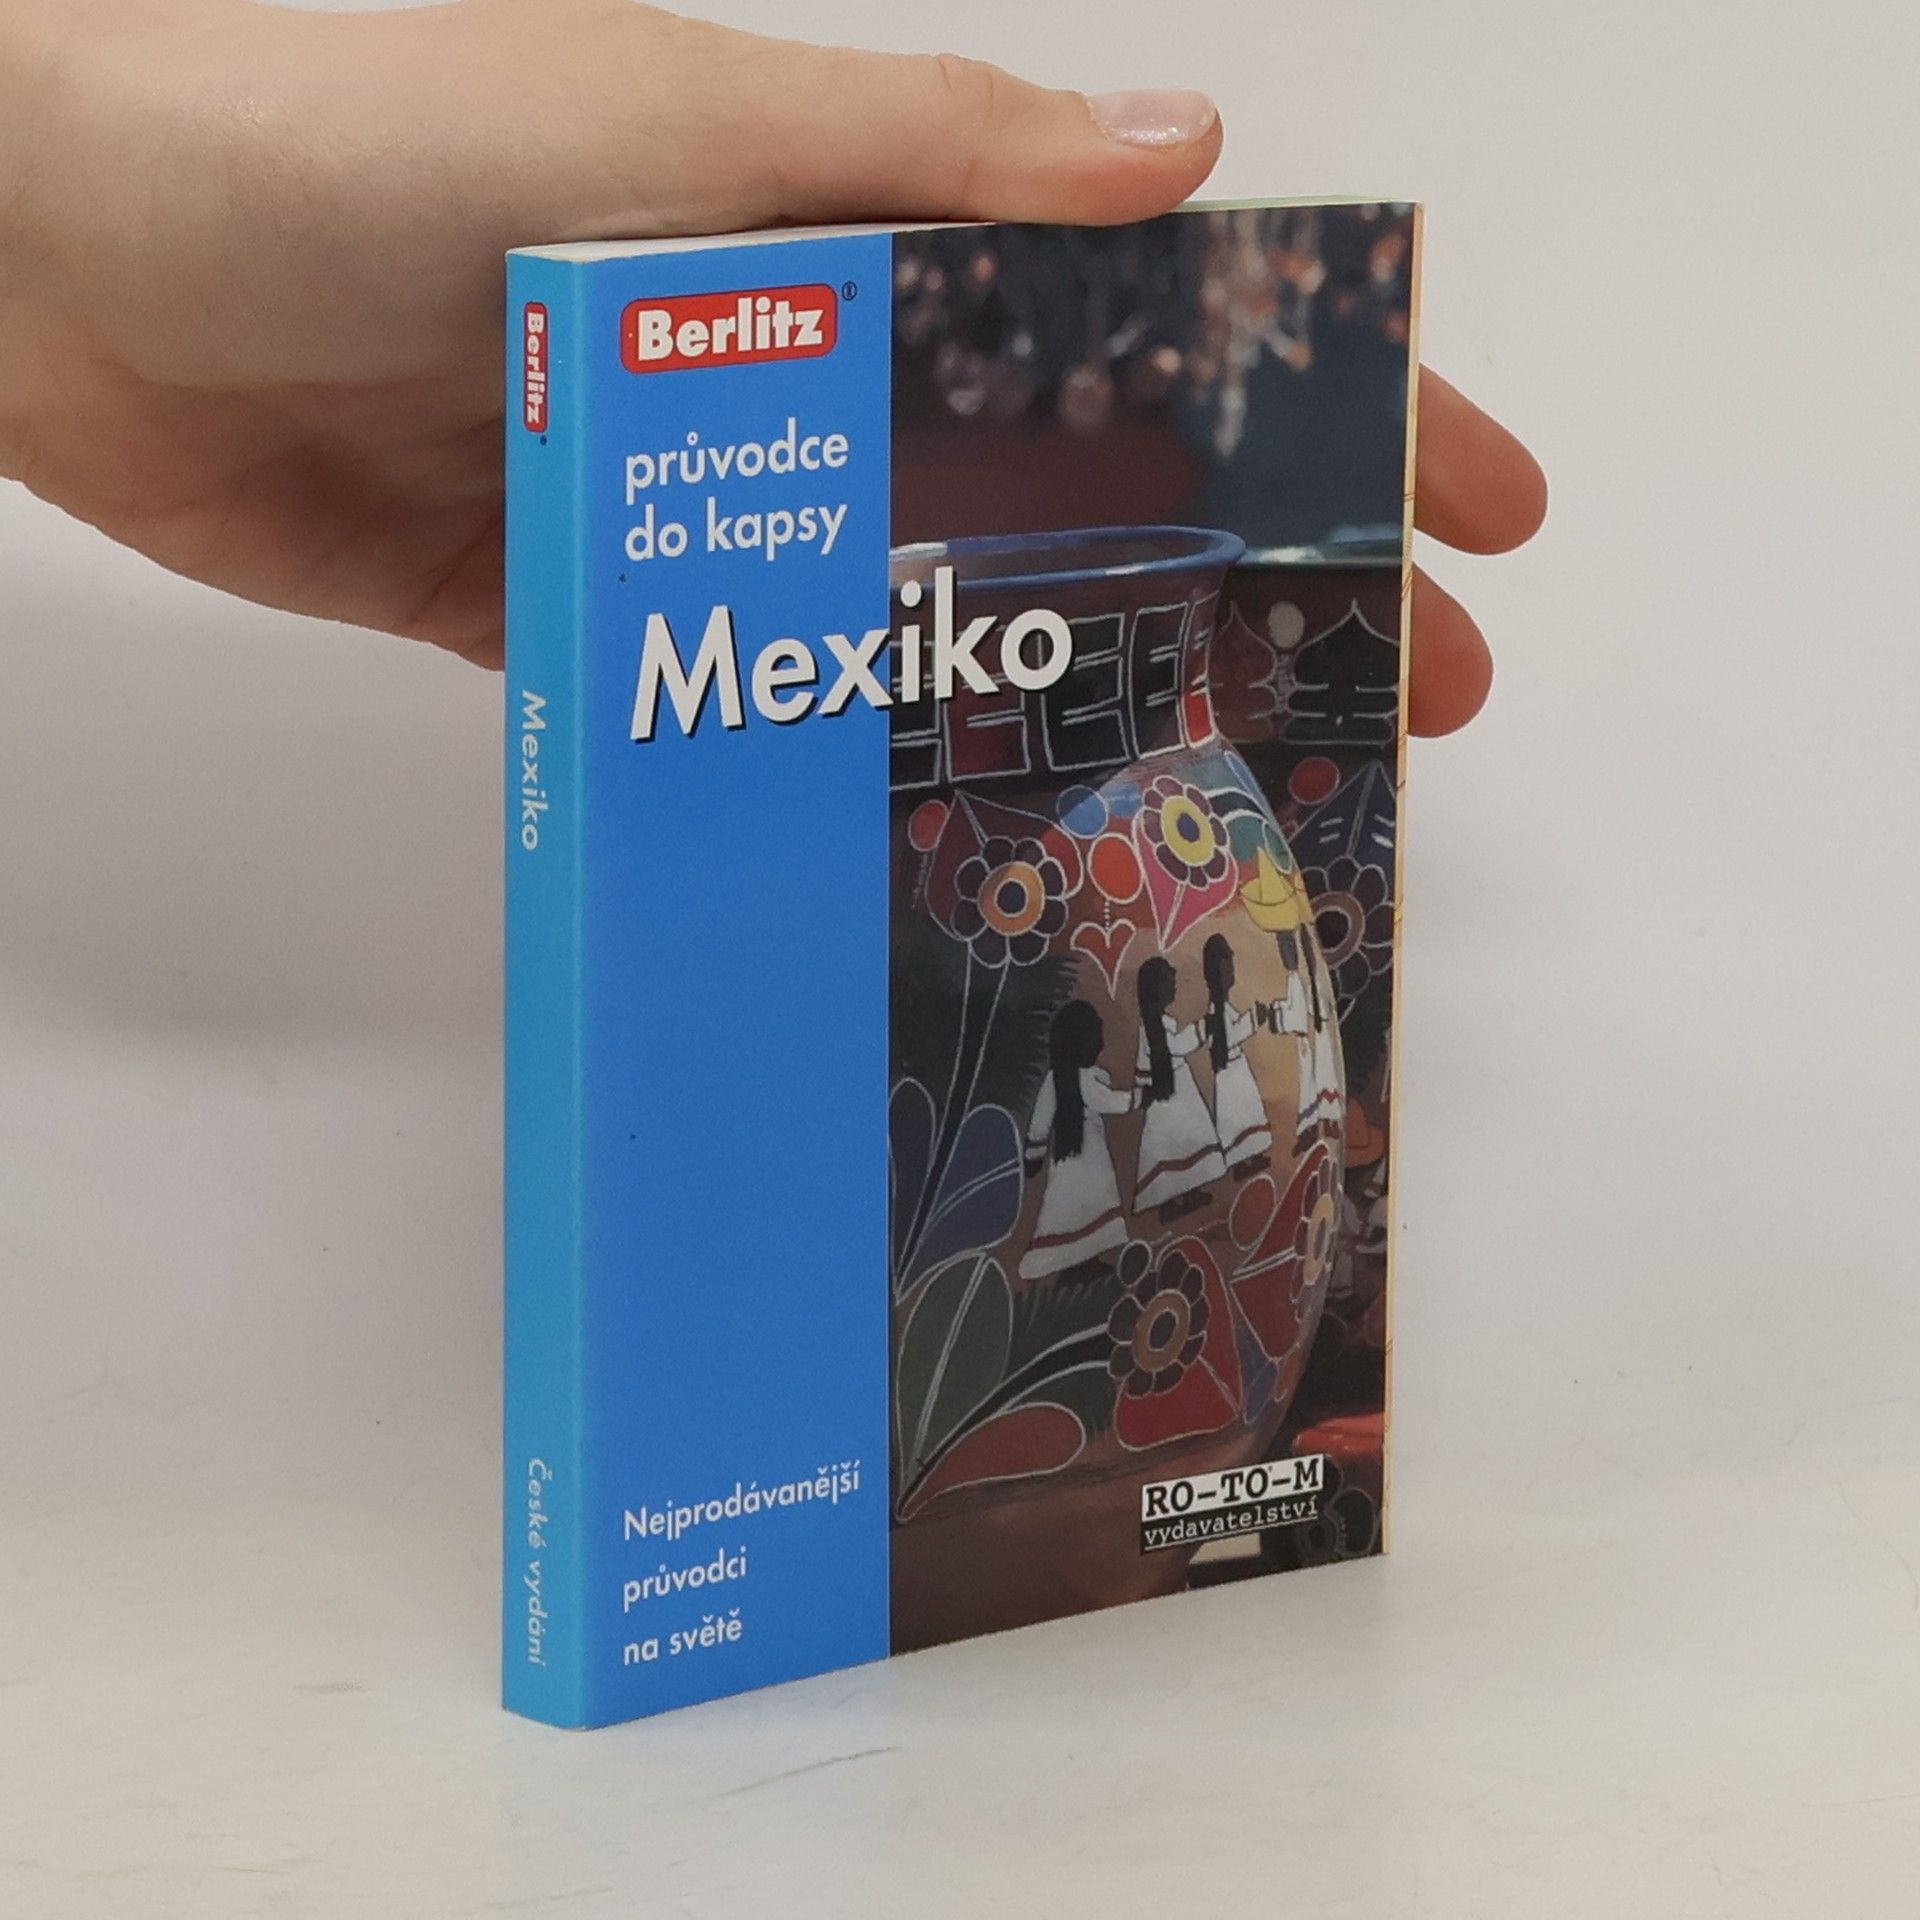 Berlitz®
průvodce
do kapsy
Mexiko
Nejprodávanější
průvodci
na světě
RO-TO-M
vydavatelství
Berlitz®
Mexiko
České vydání